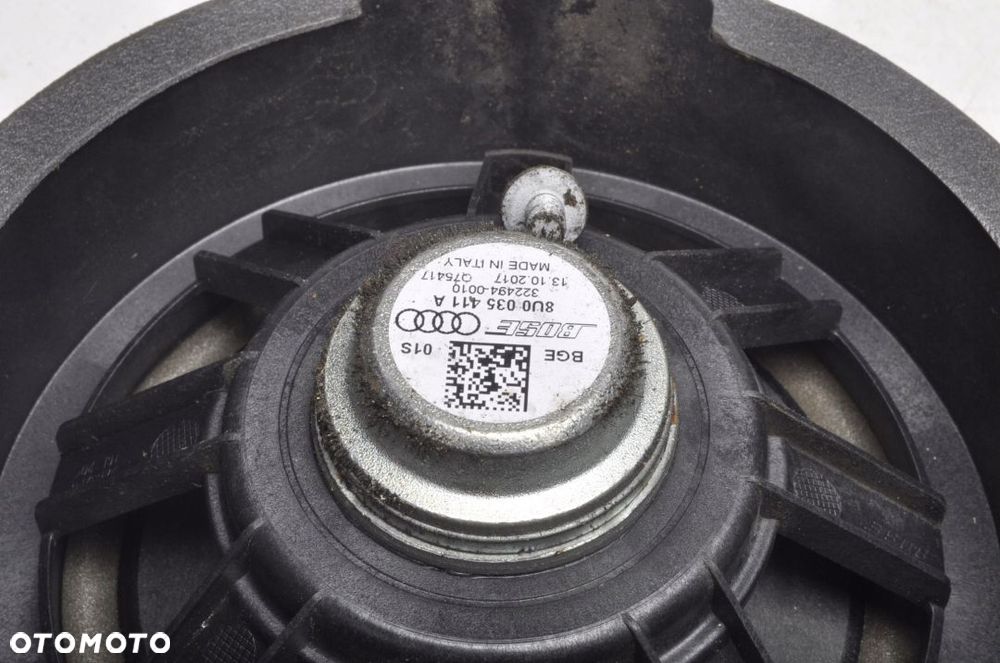 BGE 01S
BOSE
8U0 035 411 A
322494-0010
13.10.2017 Q75417
MADE IN ITALY
OTOMOTO